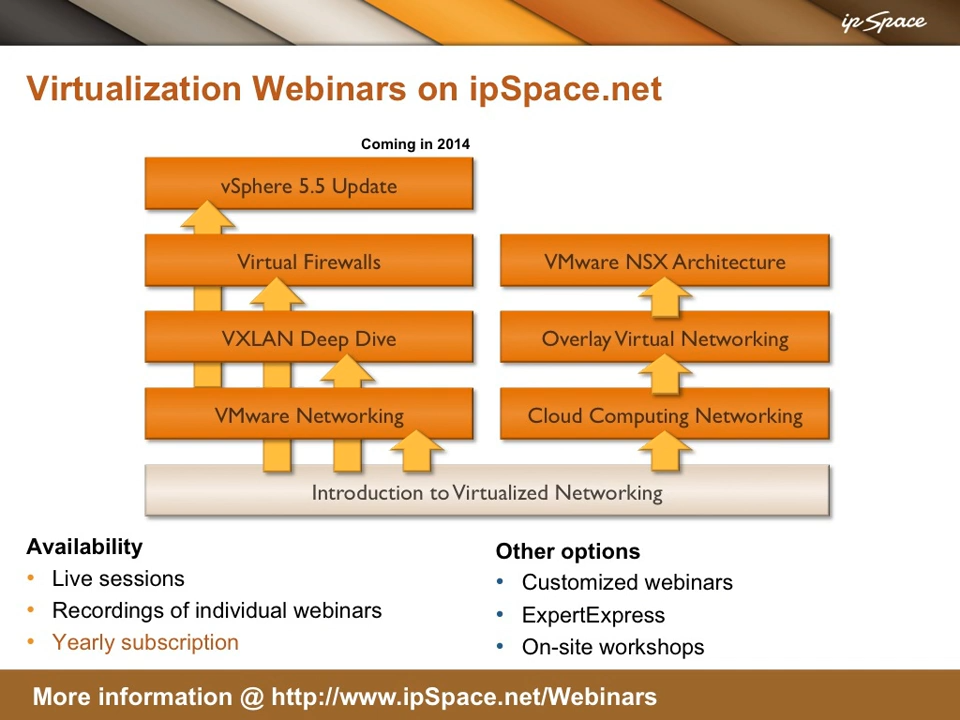 ipSpace
Virtualization Webinars on ipSpace.net
Coming in 2014
vSphere 5.5 Update
Virtual Firewalls
VMware NSX Architecture
VXLAN Deep Dive
Overlay Virtual Networking
VMware Networking
Cloud Computing Networking
Introduction to Virtualized Networking
Availability
• Live sessions
• Recordings of individual webinars
• Yearly subscription
Other options
• Customized webinars
• ExpertExpress
• On-site workshops
More information @ http://www.ipSpace.net/Webinars